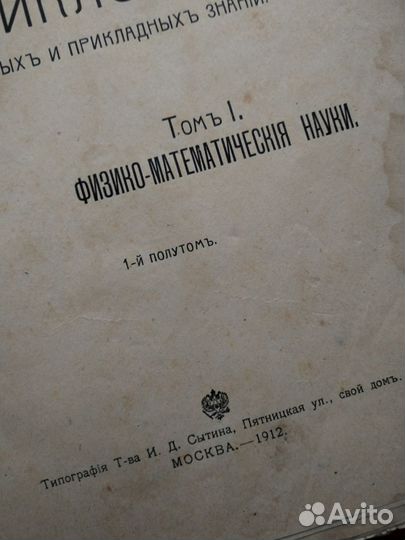 ЫХЪ И ПРИКЛАДНЫХЪ ЗНАНІЙ.
Томъ I.
ФИЗИКО-МАТЕМАТИЧЕСКІЯ НАУКИ.
1-й ПОЛУТОМЪ.
Типографія Т-ва И. Д. Сытина, Пятницкая ул., свой домъ.
МОСКВА.—1912.
Avito